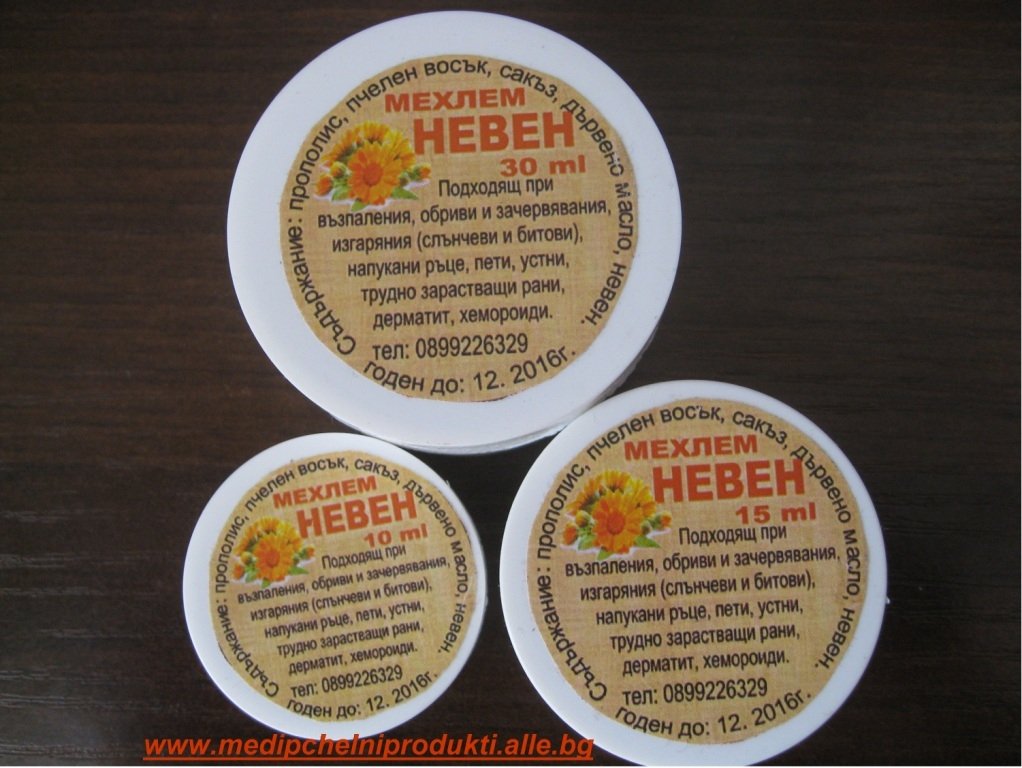 Съдържание: прополис, пчелен восък, сакъз, дървено масло, невен.
МЕХЛЕМ
НЕВЕН
30 ml
Подходящ при
възпаления, обриви и зачервявания,
изгаряния (слънчеви и битови),
напукани ръце, пети, устни,
трудно зарастващи рани,
дерматит, хемороиди.
тел: 0899226329
годен до: 12. 2016г.
Съдържание: прополис, пчелен восък, сакъз, дървено масло, невен.
МЕХЛЕМ
НЕВЕН
10 ml
Подходящ при
възпаления, обриви и зачервявания,
изгаряния (слънчеви и битови),
напукани ръце, пети, устни,
трудно зарастващи рани,
дерматит, хемороиди.
тел: 0899226329
годен до: 12. 2016г.
Съдържание: прополис, пчелен восък, сакъз, дървено масло, невен.
МЕХЛЕМ
НЕВЕН
15 ml
Подходящ при
възпаления, обриви и зачервявания,
изгаряния (слънчеви и битови),
напукани ръце, пети, устни,
трудно зарастващи рани,
дерматит, хемороиди.
тел: 0899226329
годен до: 12. 2016г.
www.medipchelniprodukti.alle.bg